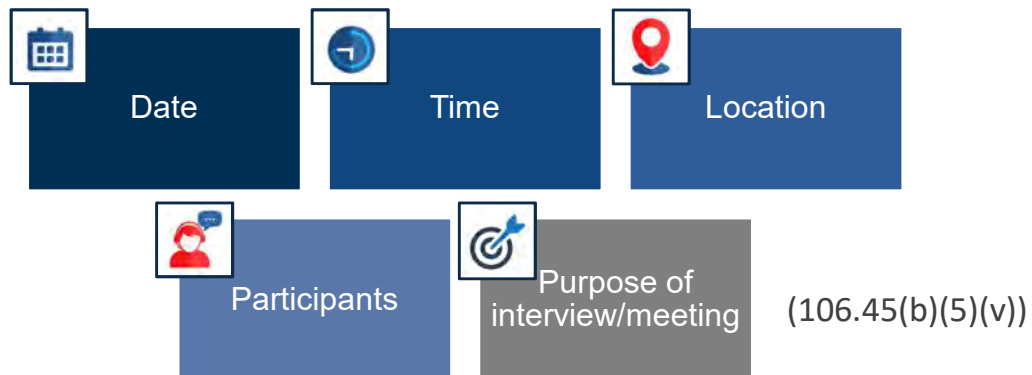 Date
Time
Location
Participants
Purpose of
interview/meeting
(106.45(b)(5)(v))